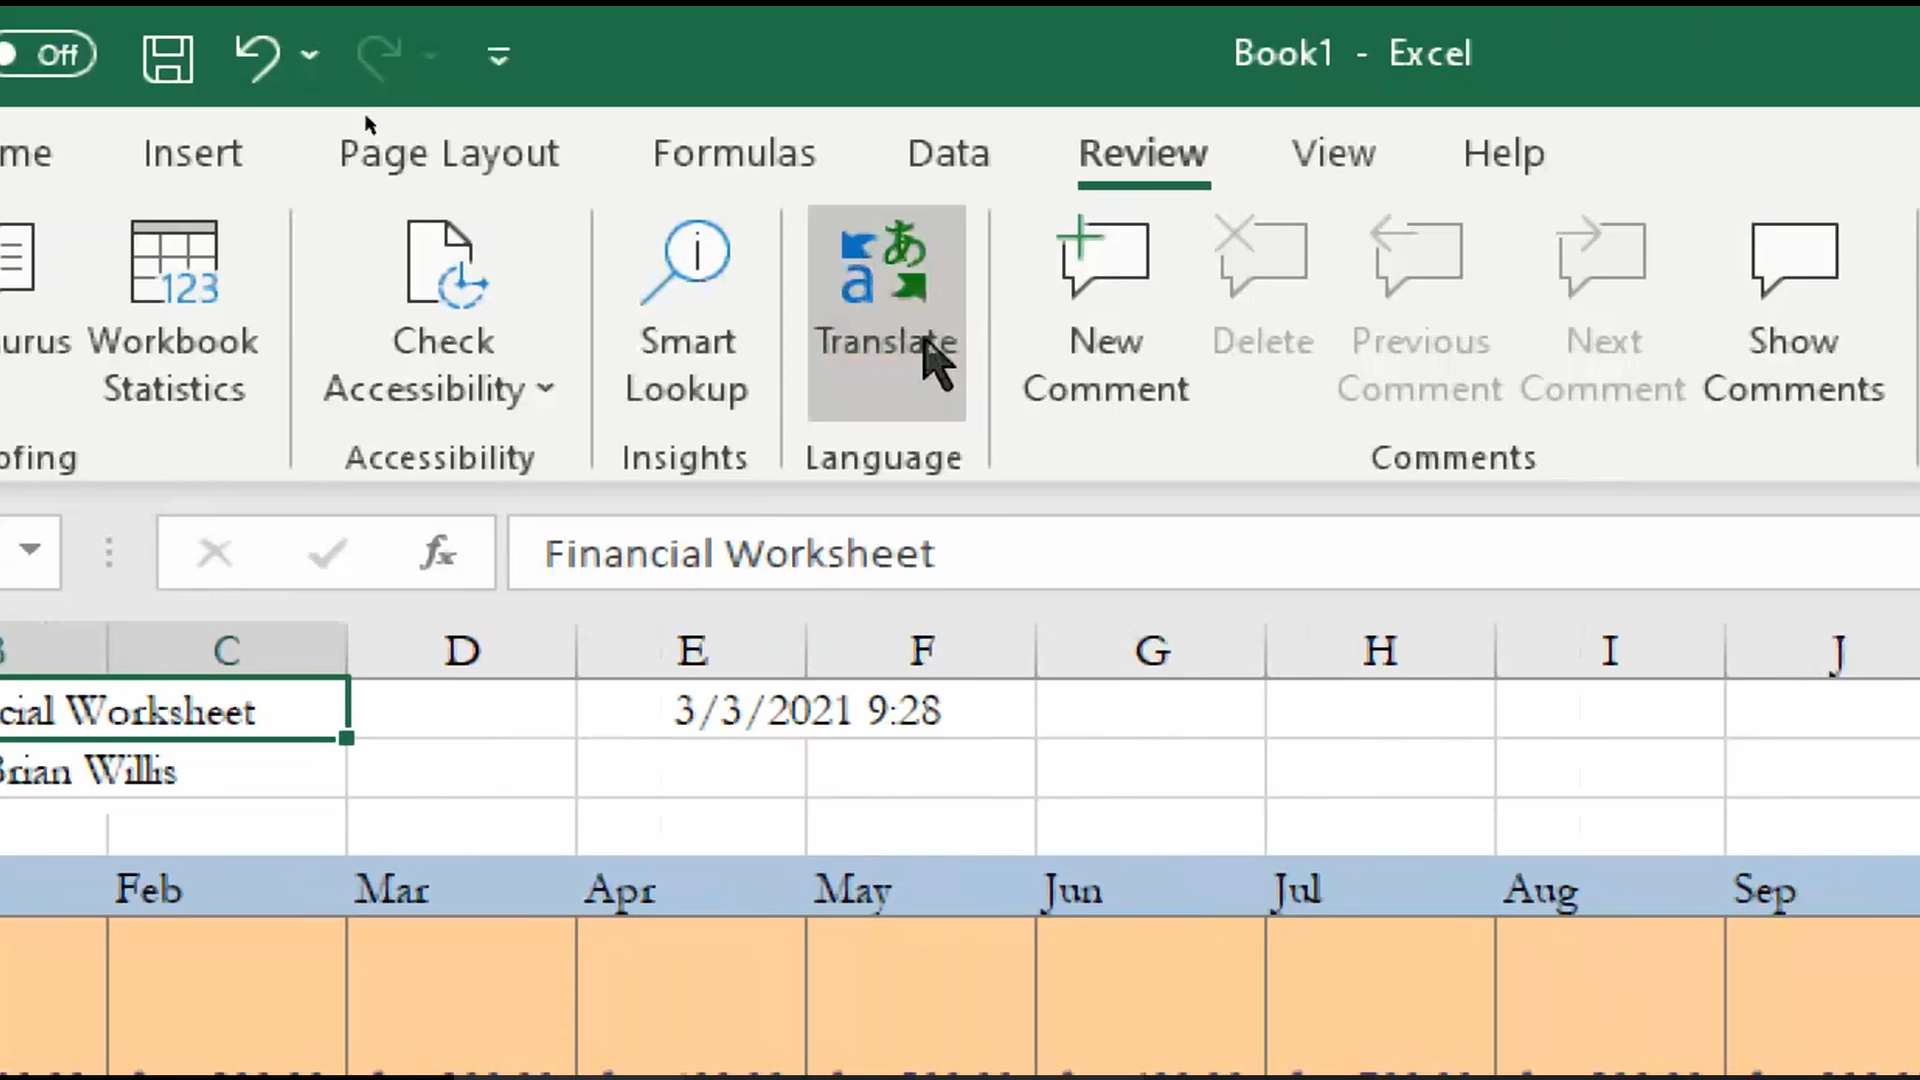 Off
Book1 - Excel
me Insert Page Layout Formulas Data Review View Help
urus Workbook Statistics
Check Accessibility
Smart Lookup
Translate
New Comment
Delete
Previous Comment
Next Comment
Show Comments
ofing Accessibility Insights Language Comments
fx Financial Worksheet
C D E F G H I J
cial Worksheet 3/3/2021 9:28
Brian Willis
Feb Mar Apr May Jun Jul Aug Sep